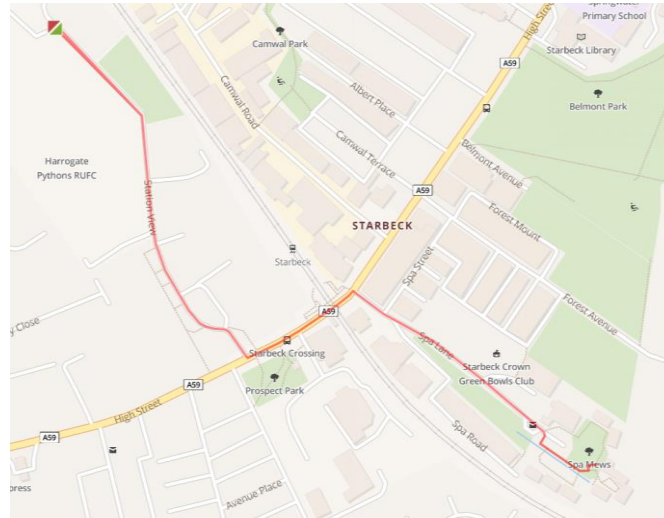 Springwater
Primary School
High Street
Starbeck Library
Camwal Park
A59
Belmont Park
Camwal Road
Albert Place
Camwal Terrace
Belmont Avenue
Harrogate
Pythons RUFC
A59
Station View
STARBECK
Forest Mount
Starbeck
Spa Street
Forest Avenue
A59
y Close
Spa Lane
Starbeck Crossing
Starbeck Crown
Green Bowls Club
A59
Prospect Park
High Street
A59
Spa Road
Spa Mews
press
Avenue Place